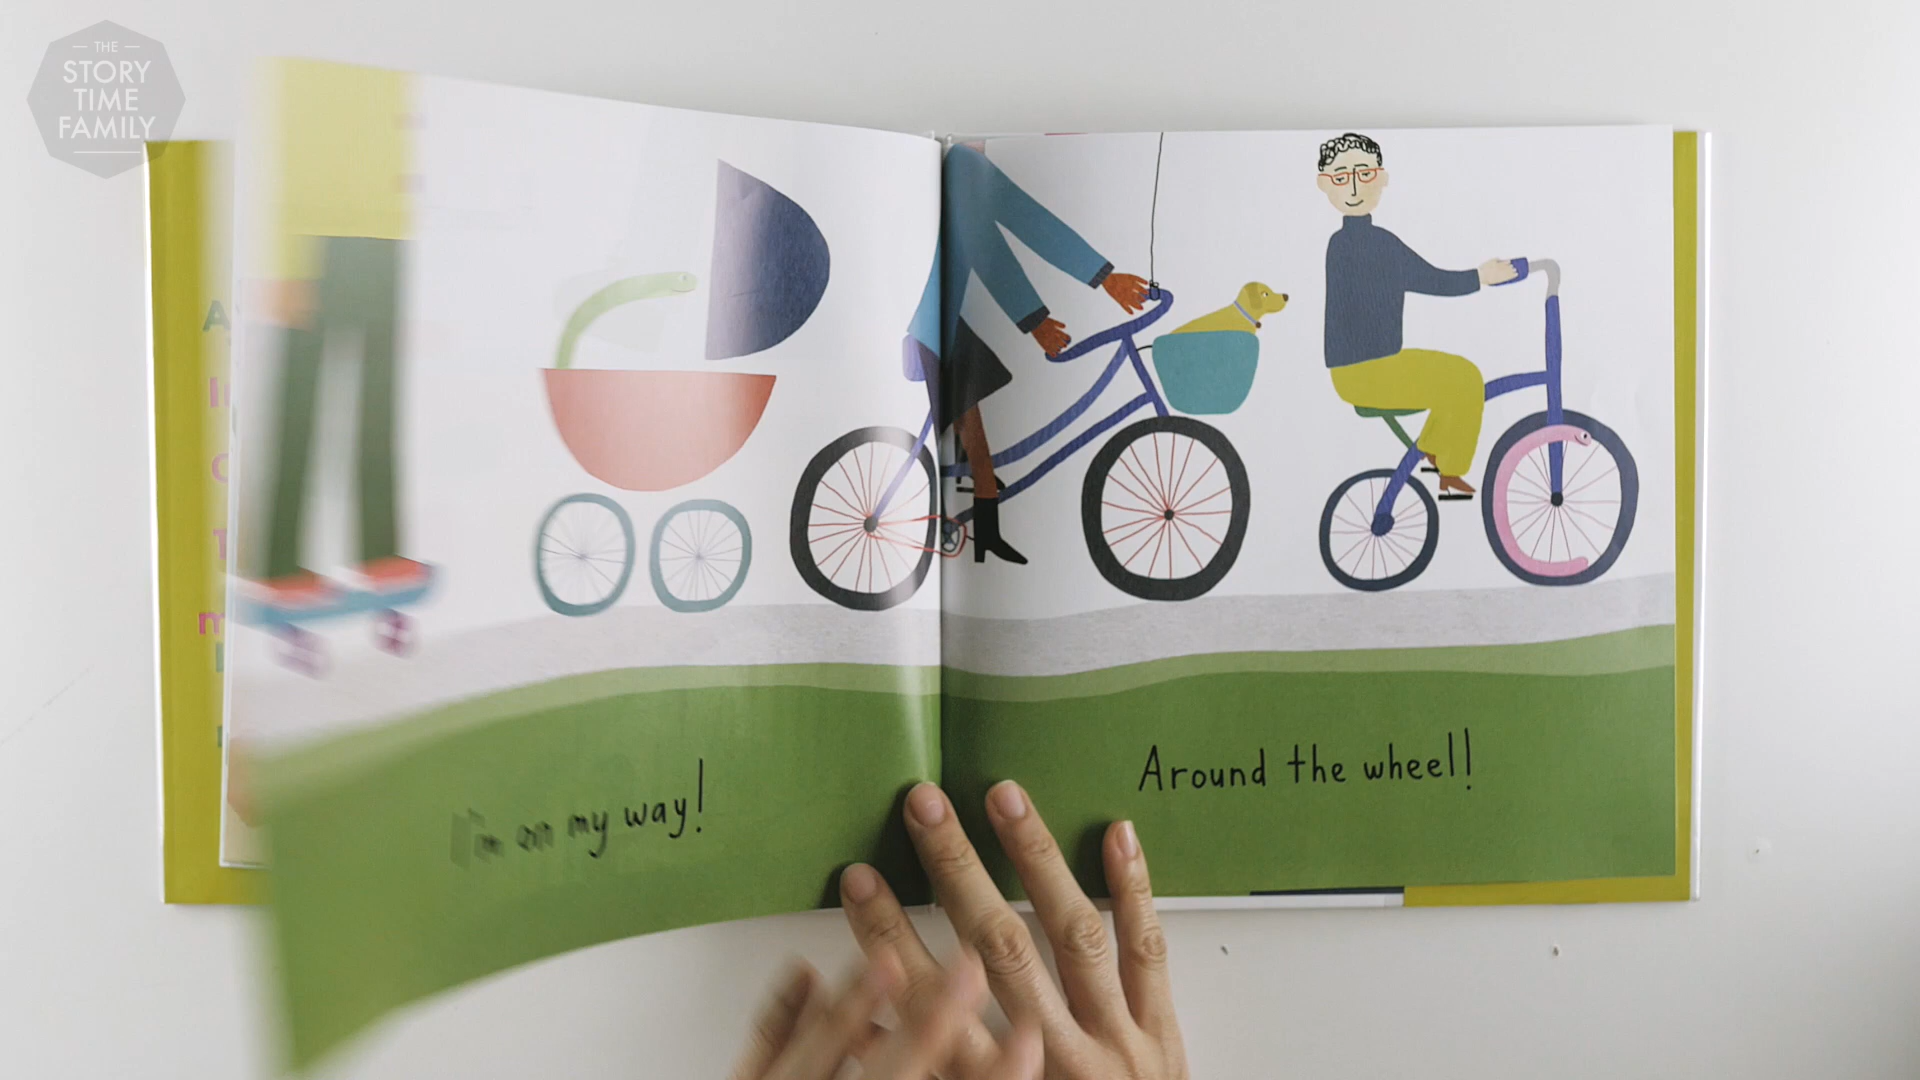 THE
STORY
TIME
FAMILY
I'm on my way!
Around the wheel!